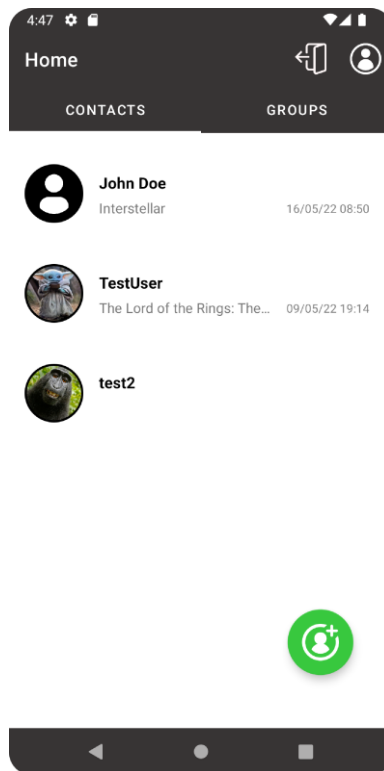 4:47
Home
CONTACTS GROUPS
John Doe
Interstellar 16/05/22 08:50
TestUser
The Lord of the Rings: The... 09/05/22 19:14
test2